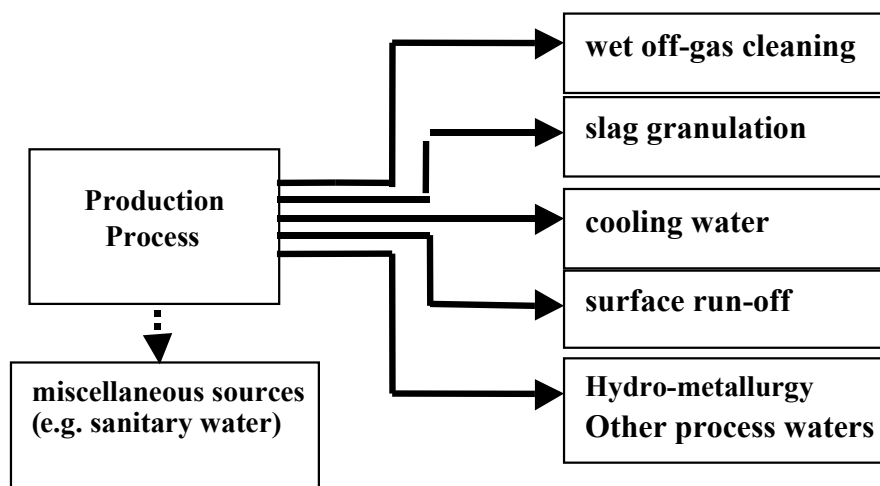 wet off-gas cleaning
slag granulation
Production
Process
cooling water
surface run-off
miscellaneous sources
(e.g. sanitary water)
Hydro-metallurgy
Other process waters